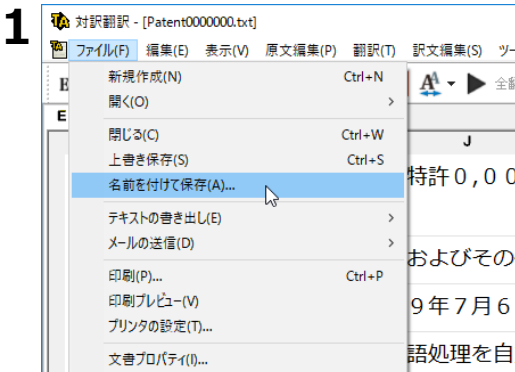 1
対訳翻訳 - [Patent0000000.txt]
ファイル(F) 編集(E) 表示(V) 原文編集(P) 翻訳(T) 訳文編集(S) ツー
新規作成(N) Ctrl+N
開く(O) >
閉じる(C) Ctrl+W
上書き保存(S) Ctrl+S
名前を付けて保存(A)...
テキストの書き出し(E) >
メールの送信(D) >
印刷(P)... Ctrl+P
印刷プレビュー(V)
プリンタの設定(T)...
文書プロパティ(I)...
全翻
E
J
特許0,00
およびその
9年7月6
語処理を自